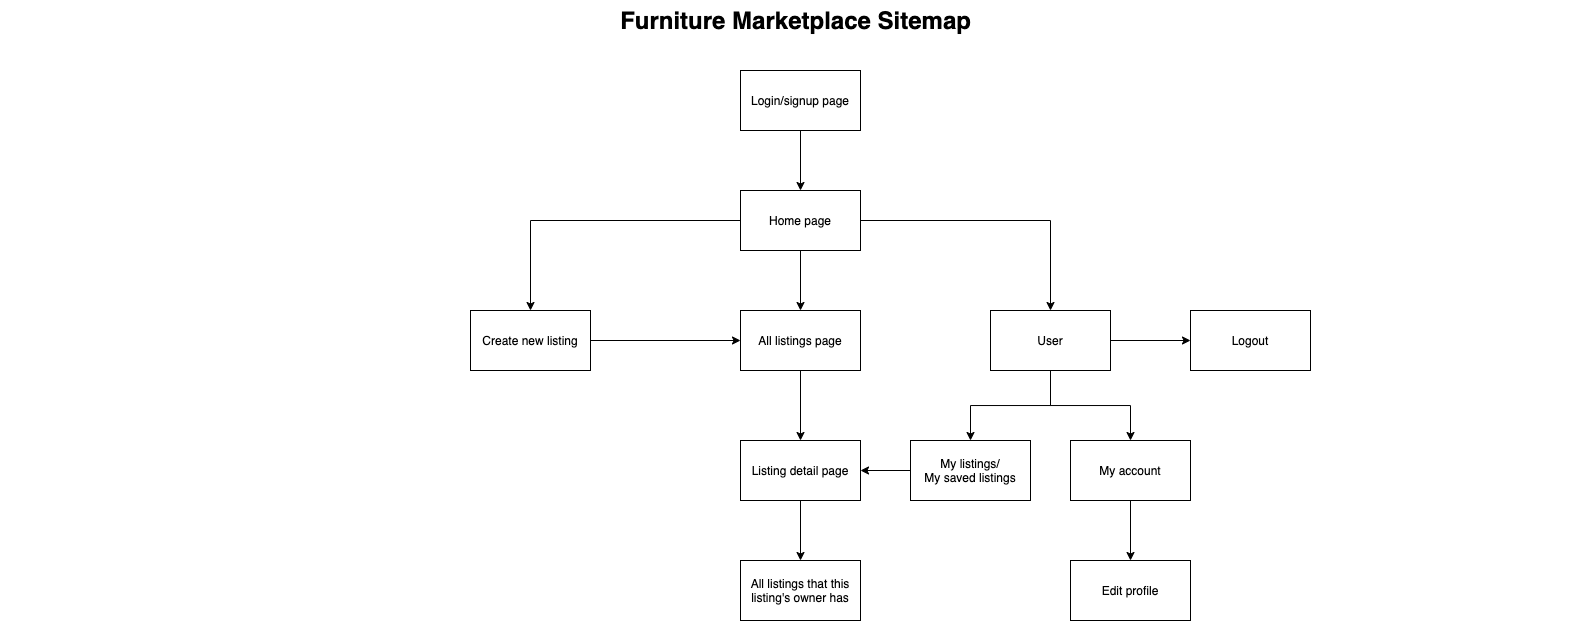 Furniture Marketplace Sitemap
Login/signup page
Home page
Create new listing
All listings page
User
Logout
Listing detail page
My listings/
My saved listings
My account
All listings that this
listing's owner has
Edit profile